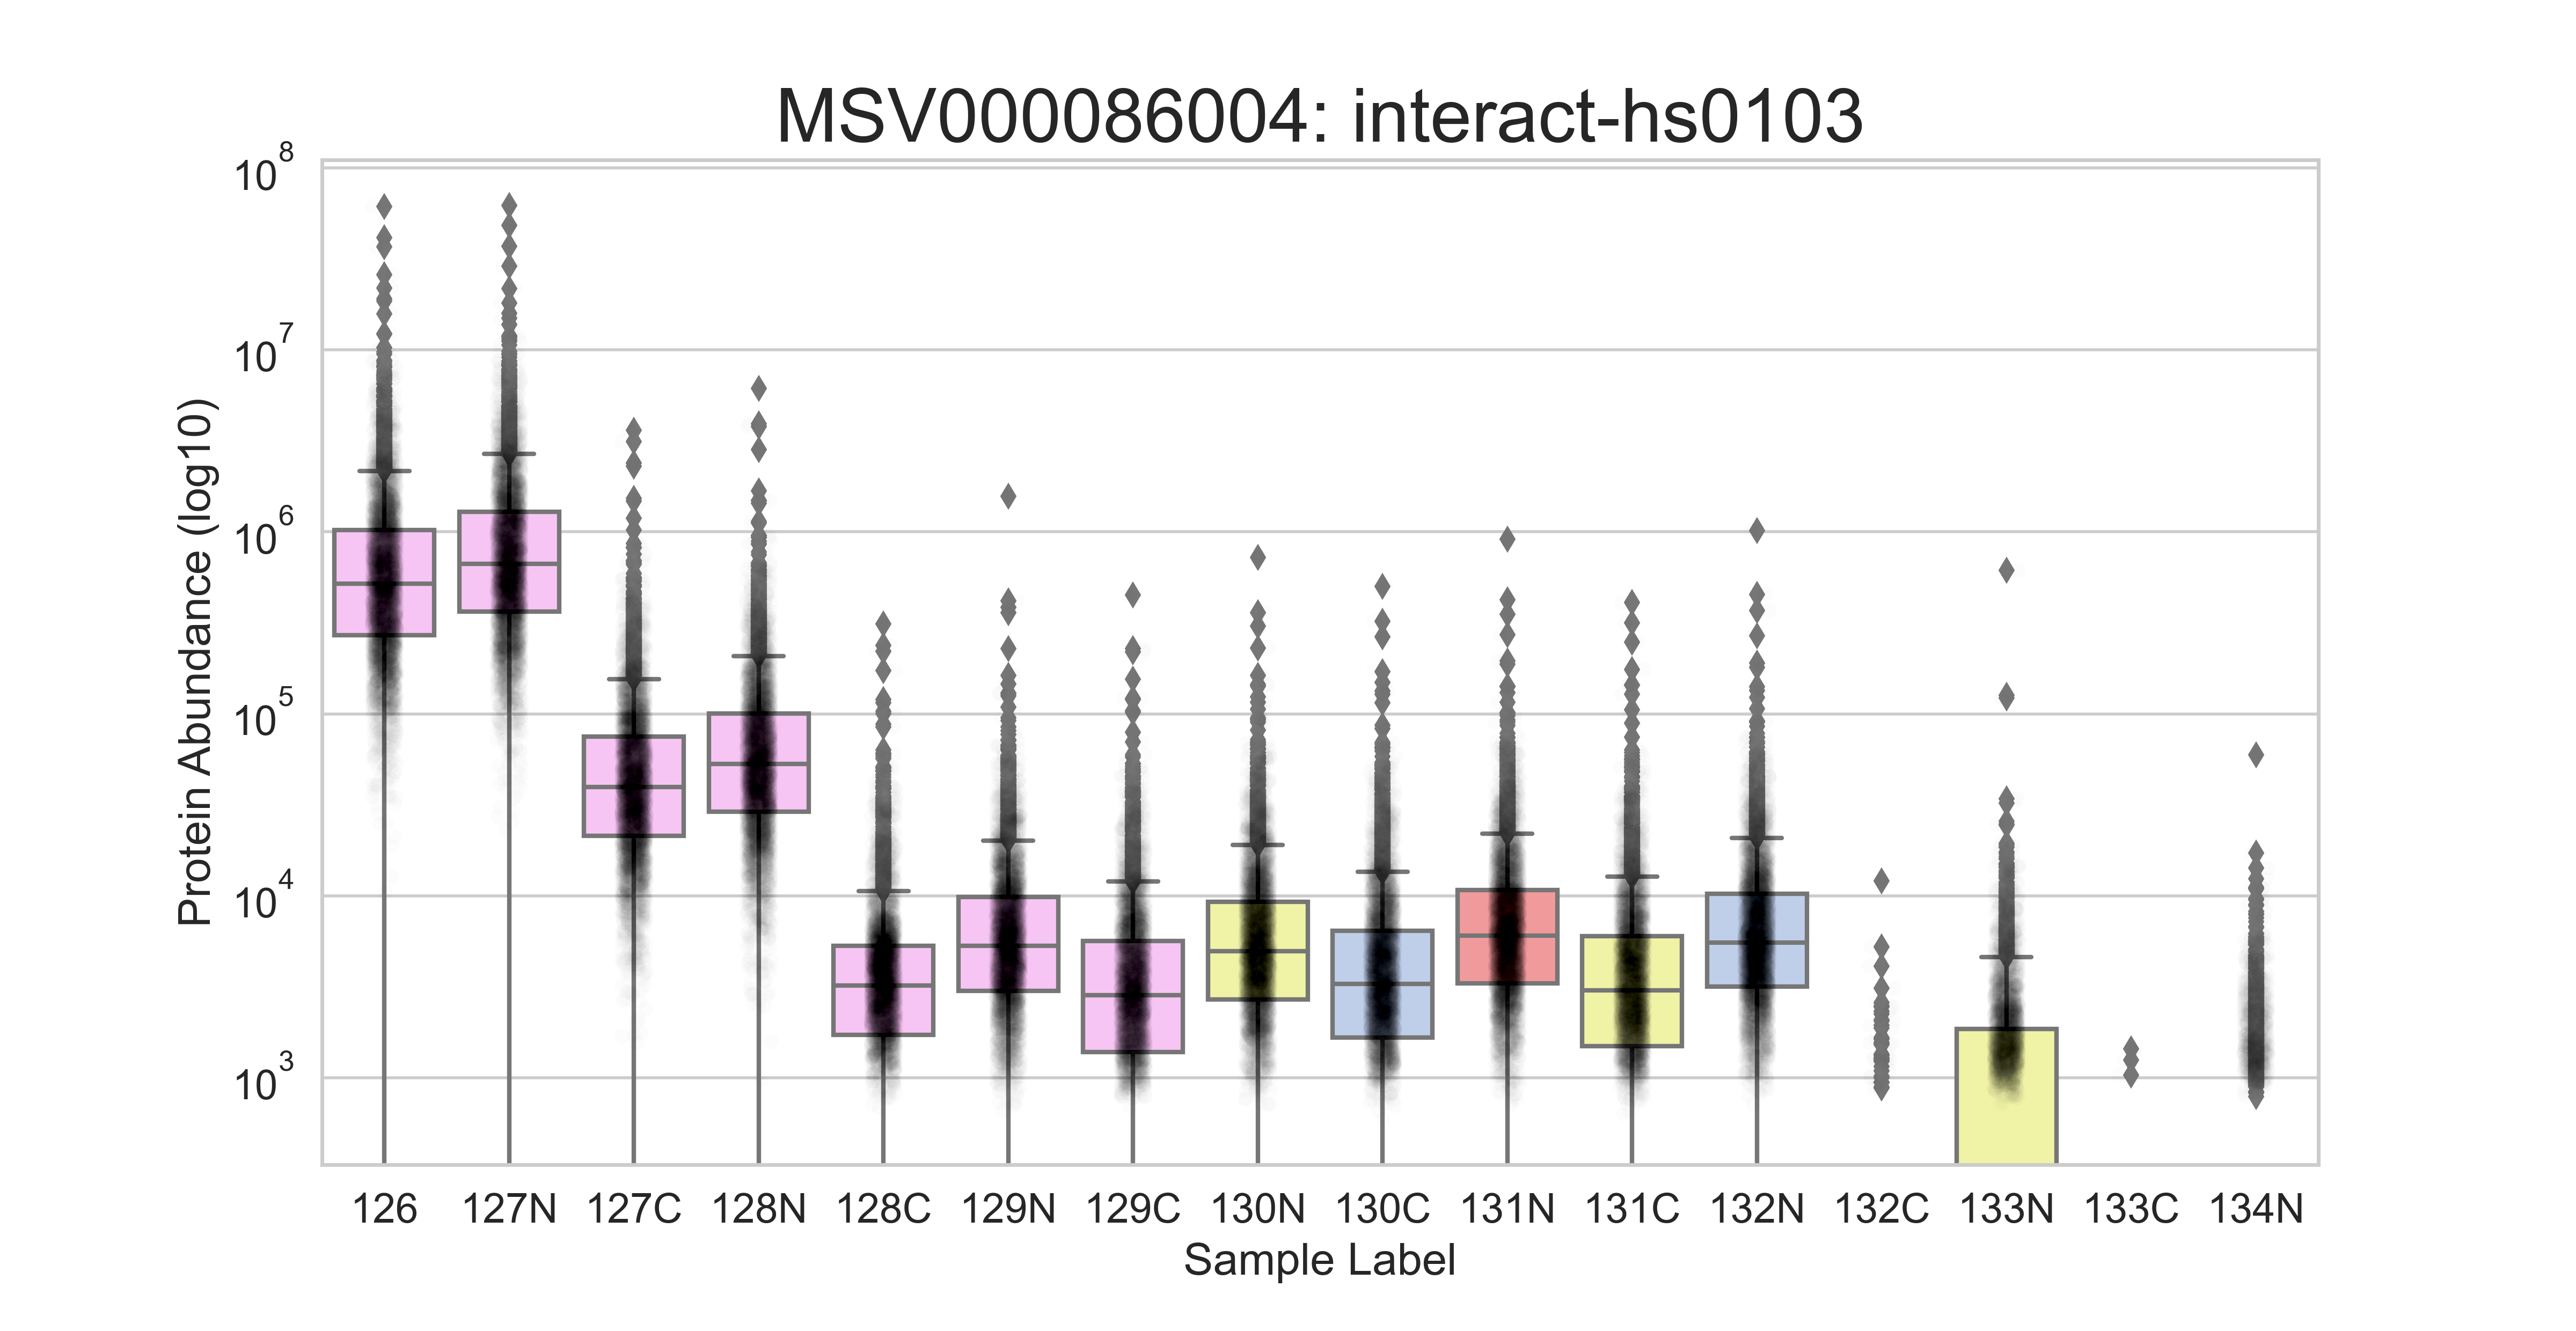 MSV000086004: interact-hs0103
Protein Abundance (log10)
10^8
10^7
10^6
10^5
10^4
10^3
126 127N 127C 128N 128C 129N 129C 130N 130C 131N 131C 132N 132C 133N 133C 134N
Sample Label